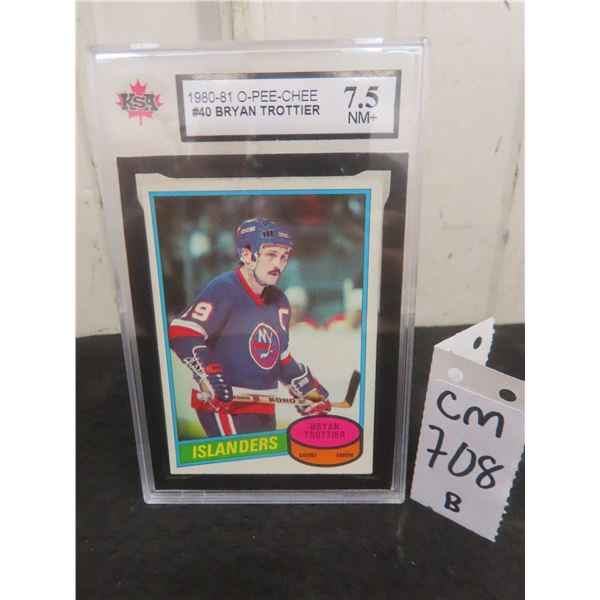 KSA
1980-81 O-PEE-CHEE
#40 BRYAN TROTTIER
7.5
NM+
19
C
NY
KOHO
ISLANDERS
BRYAN
TROTTIER
center centre
CM
708
B